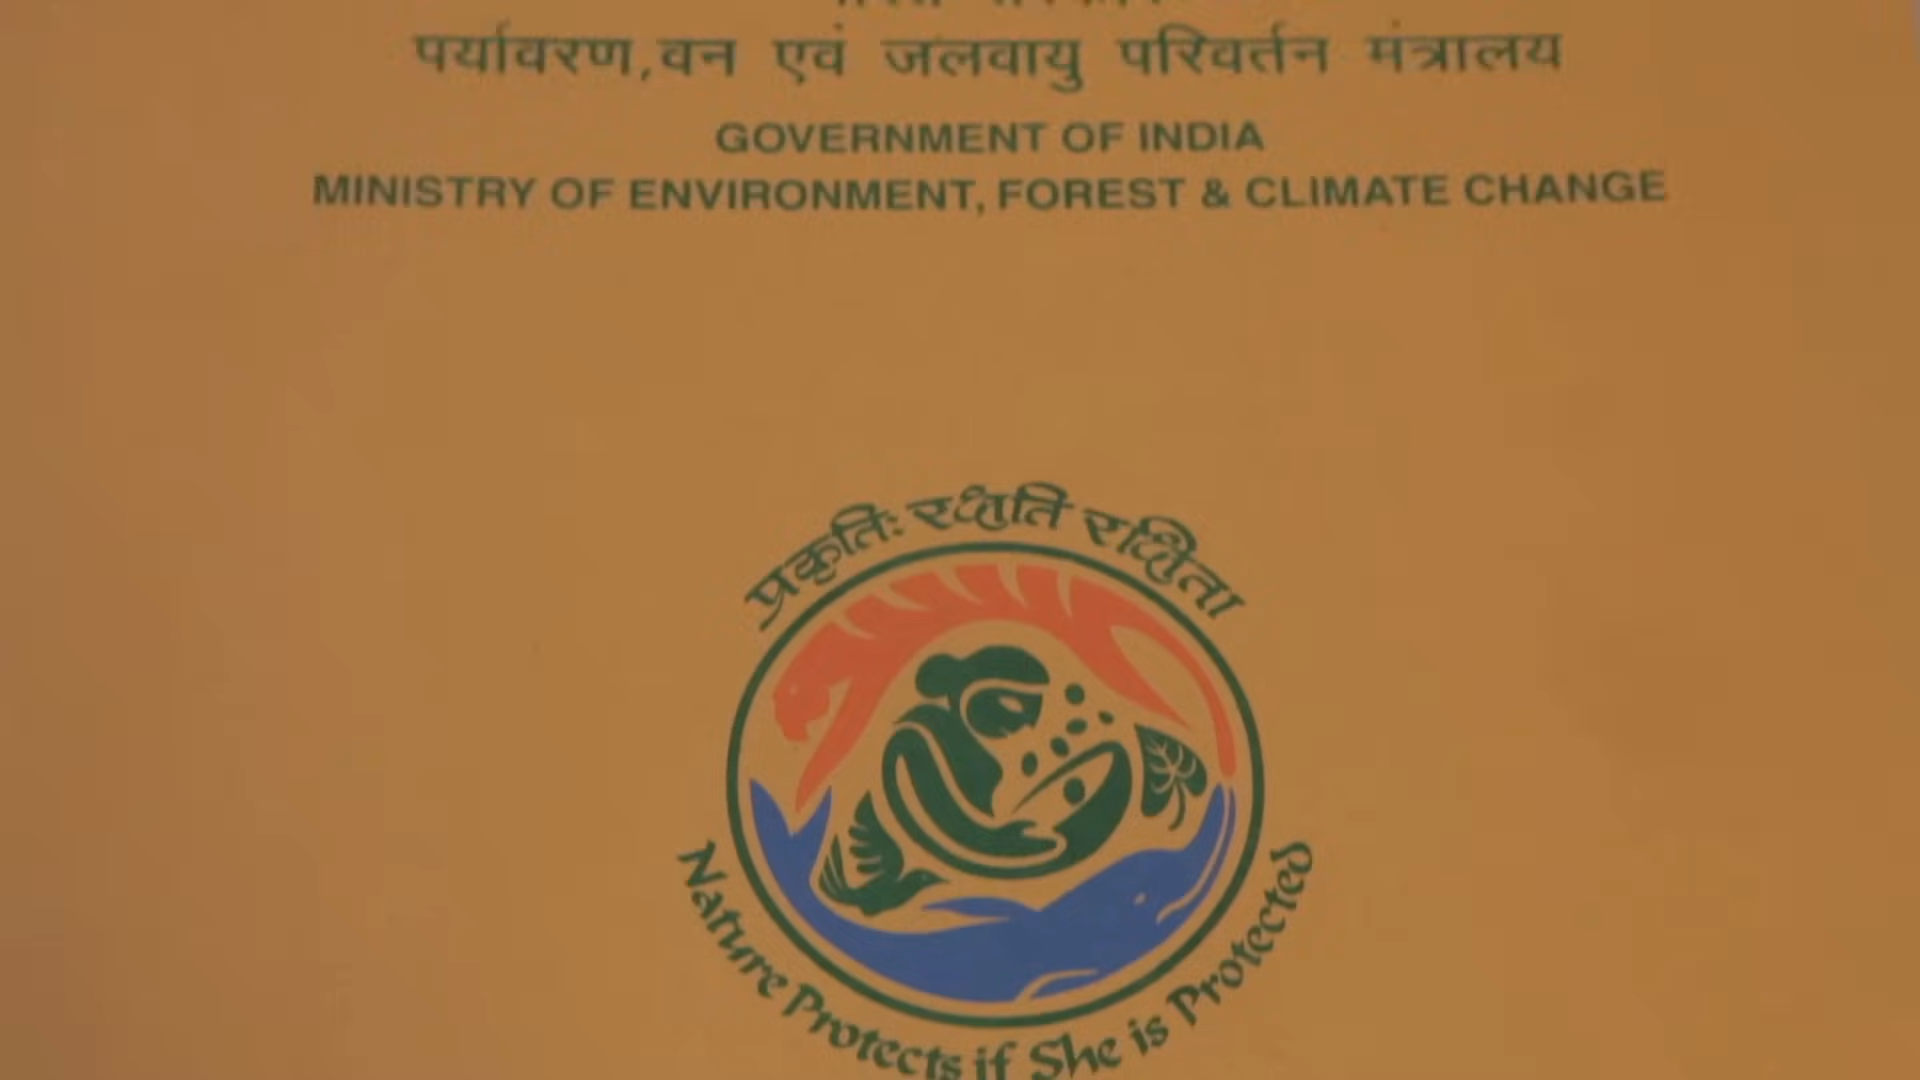 पर्यावरण, वन एवं जलवायु परिवर्तन मंत्रालय
GOVERNMENT OF INDIA
MINISTRY OF ENVIRONMENT, FOREST & CLIMATE CHANGE
प्रकृतिः रक्षति रक्षिता
Nature Protects if She is Protected